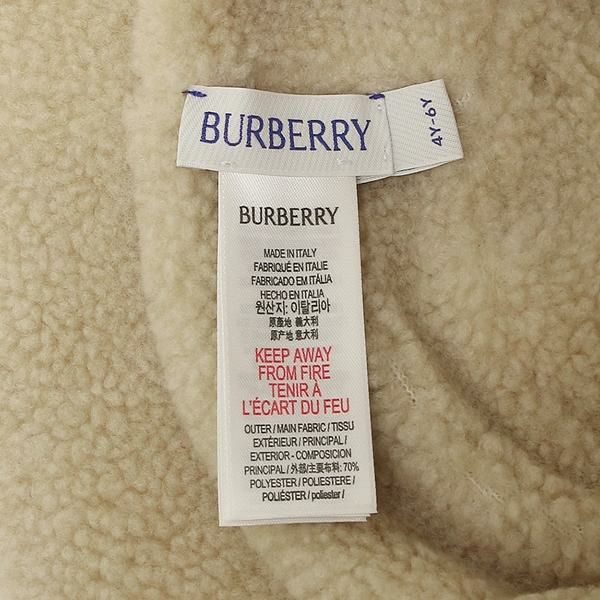 BURBERRY
4Y-6Y
BURBERRY
MADE IN ITALY
FABRIQUÉ EN ITALIE
FABRICADO EM ITÁLIA
HECHO EN ITALIA
원산지: 이탈리아
原產地 義大利
原产地 意大利
KEEP AWAY
FROM FIRE
TENIR À
L'ÉCART DU FEU
OUTER / MAIN FABRIC / TISSU
EXTÉRIEUR / PRINCIPAL /
EXTERIOR - COMPOSICION
PRINCIPAL / 外部/主要布料: 70%
POLYESTER / POLIESTERE /
POLIÉSTER / poliester /